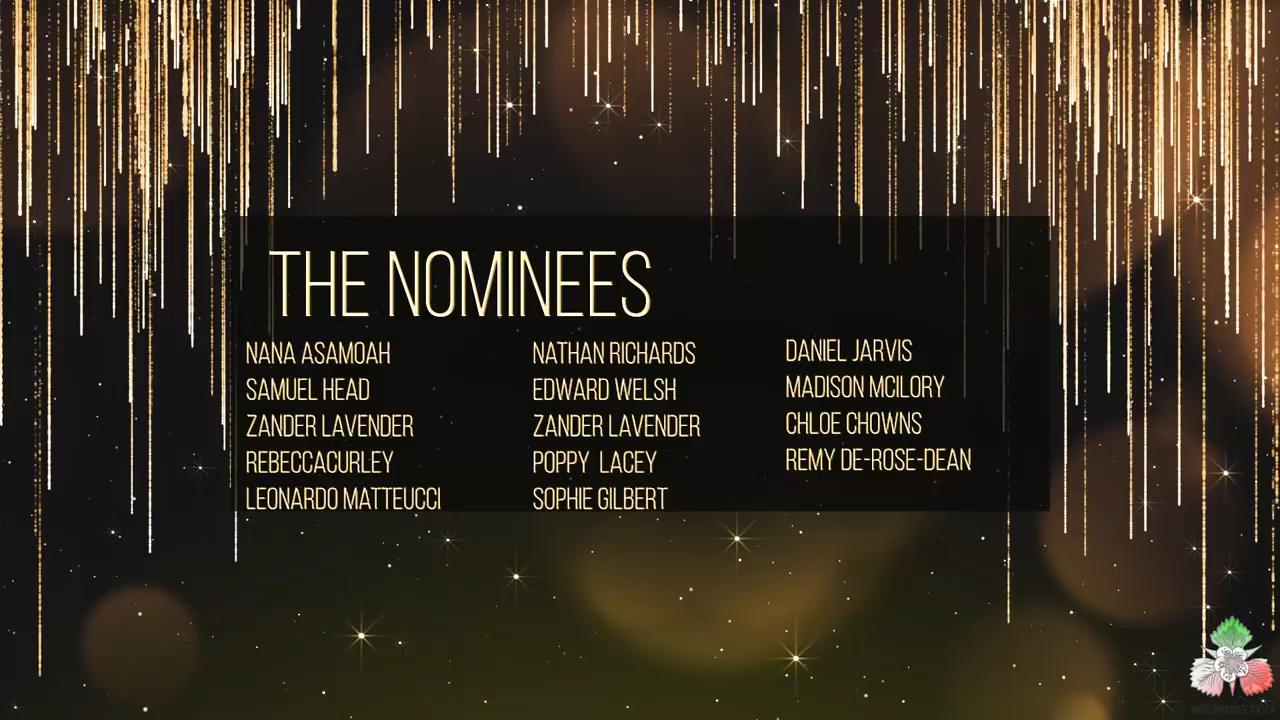 THE NOMINEES
NANA ASAMOAH
SAMUEL HEAD
ZANDER LAVENDER
REBECCACURLEY
LEONARDO MATTEUCCI
NATHAN RICHARDS
EDWARD WELSH
ZANDER LAVENDER
POPPY LACEY
SOPHIE GILBERT
DANIEL JARVIS
MADISON MCILORY
CHLOE CHOWNS
REMY DE-ROSE-DEAN